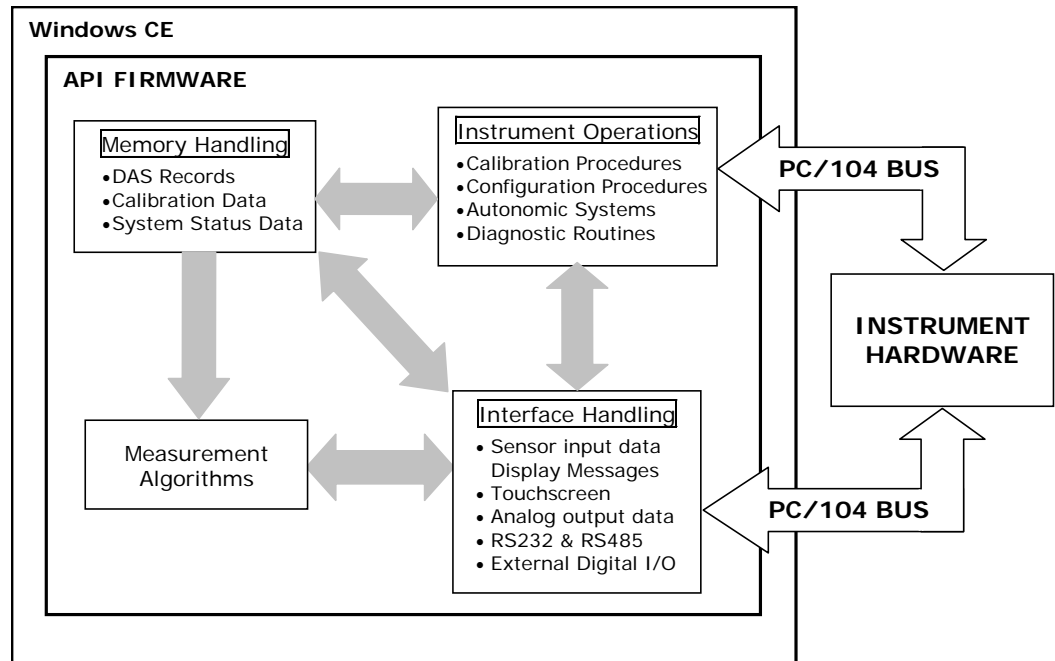 Windows CE
API FIRMWARE
Memory Handling
•DAS Records
•Calibration Data
•System Status Data
Instrument Operations
•Calibration Procedures
•Configuration Procedures
•Autonomic Systems
•Diagnostic Routines
PC/104 BUS
INSTRUMENT
HARDWARE
Measurement
Algorithms
Interface Handling
• Sensor input data
Display Messages
• Touchscreen
• Analog output data
• RS232 & RS485
• External Digital I/O
PC/104 BUS